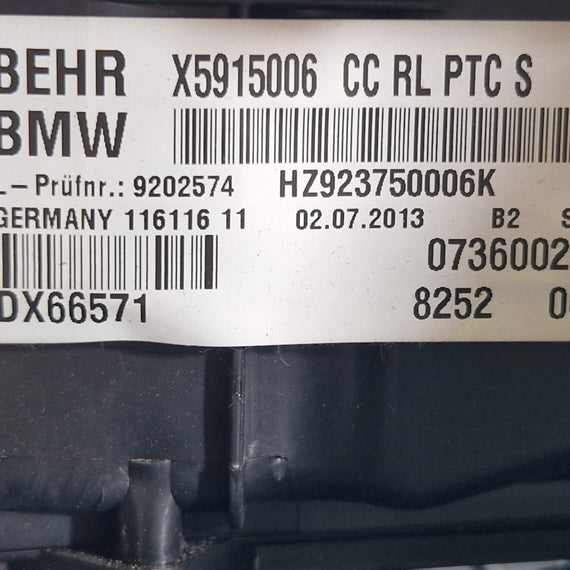 BEHR X5915006 CC RL PTC S
BMW
L–Prüfnr.: 9202574 HZ923750006K
GERMANY 116116 11 02.07.2013 B2 S
0736002
DX66571 8252 0